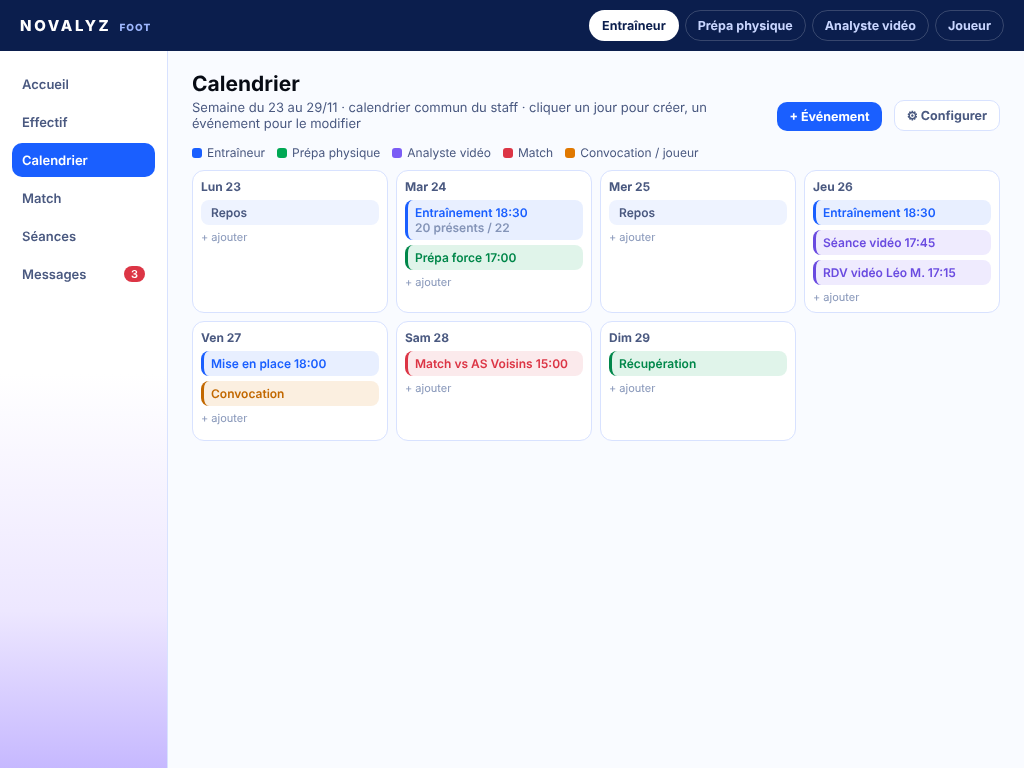 NOVALYZ FOOT
Entraîneur
Prépa physique
Analyste vidéo
Joueur
Accueil
Effectif
Calendrier
Match
Séances
Messages 3
Calendrier
Semaine du 23 au 29/11 · calendrier commun du staff · cliquer un jour pour créer, un
événement pour le modifier
+ Événement
⚙ Configurer
Entraîneur
Prépa physique
Analyste vidéo
Match
Convocation / joueur
Lun 23
Repos
+ ajouter
Mar 24
Entraînement 18:30
20 présents / 22
Prépa force 17:00
+ ajouter
Mer 25
Repos
+ ajouter
Jeu 26
Entraînement 18:30
Séance vidéo 17:45
RDV vidéo Léo M. 17:15
+ ajouter
Ven 27
Mise en place 18:00
Convocation
+ ajouter
Sam 28
Match vs AS Voisins 15:00
+ ajouter
Dim 29
Récupération
+ ajouter